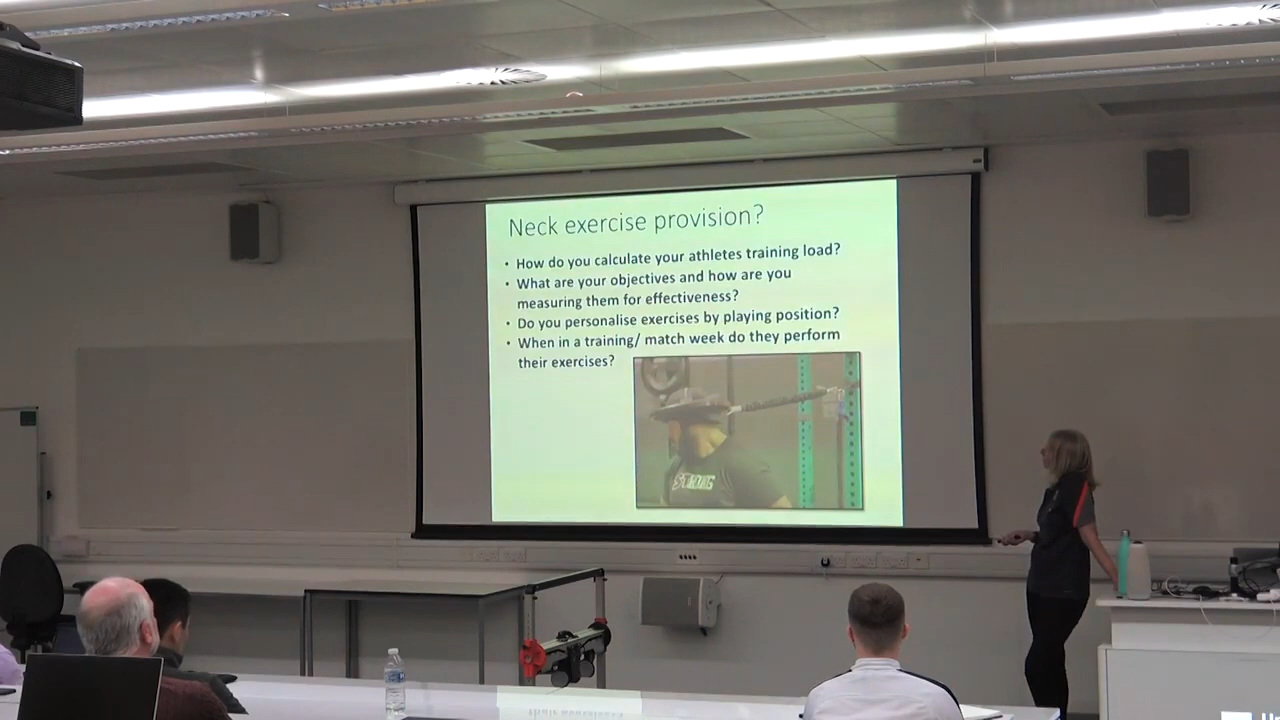 Neck exercise provision?
• How do you calculate your athletes training load?
• What are your objectives and how are you
measuring them for effectiveness?
• Do you personalise exercises by playing position?
• When in a training/ match week do they perform
their exercises?